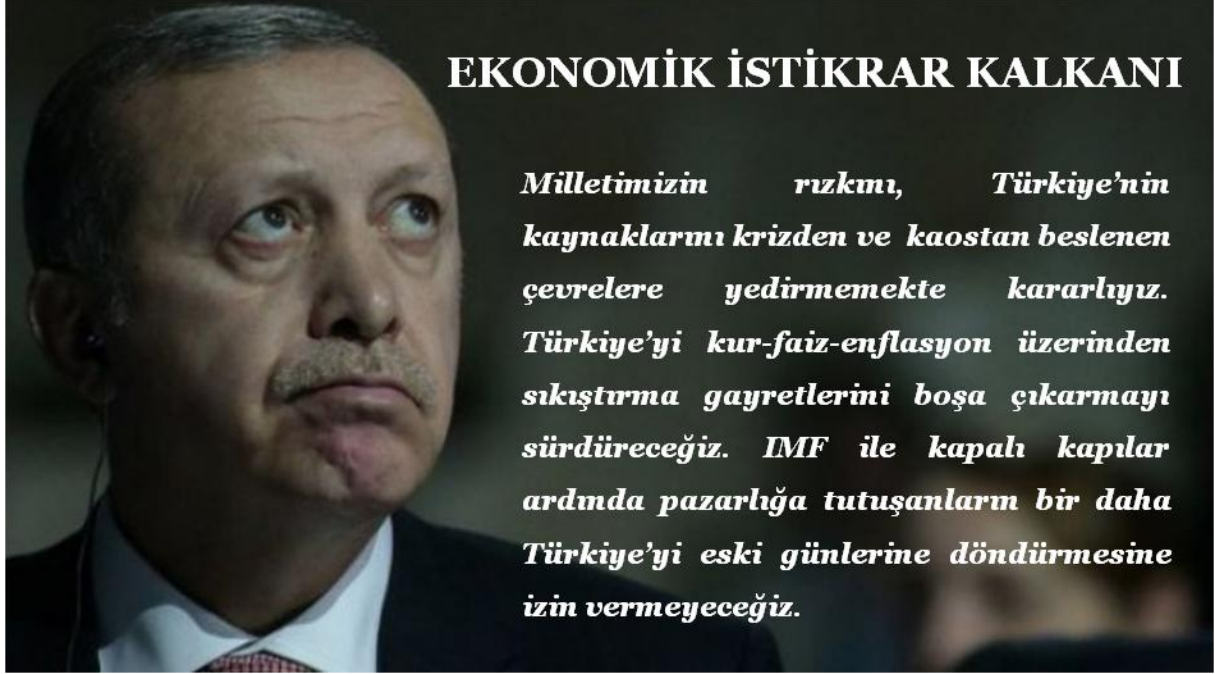 EKONOMİK İSTİKRAR KALKANI
Milletimizin rızkını, Türkiye’nin
kaynaklarını krizden ve kaostan beslenen
çevrelere yedirmemekte kararlıyız.
Türkiye’yi kur-faiz-enflasyon üzerinden
sıkıştırma gayretlerini boşa çıkarmayı
sürdüreceğiz. IMF ile kapalı kapılar
ardında pazarlığa tutuşanların bir daha
Türkiye’yi eski günlerine döndürmesine
izin vermeyeceğiz.